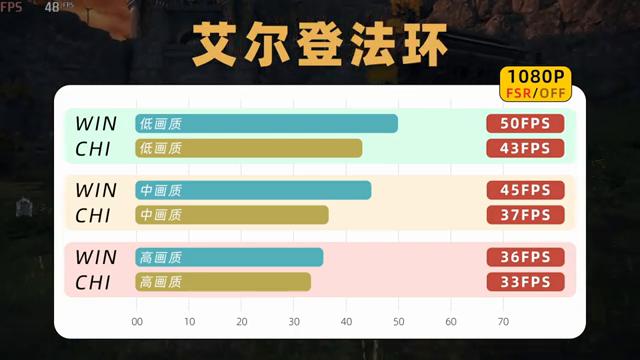 FPS 48 FPS
艾尔登法环
1080P
FSR/OFF
WIN 低画质 50FPS
CHI 低画质 43FPS
WIN 中画质 45FPS
CHI 中画质 37FPS
WIN 高画质 36FPS
CHI 高画质 33FPS
00 10 20 30 40 50 60 70